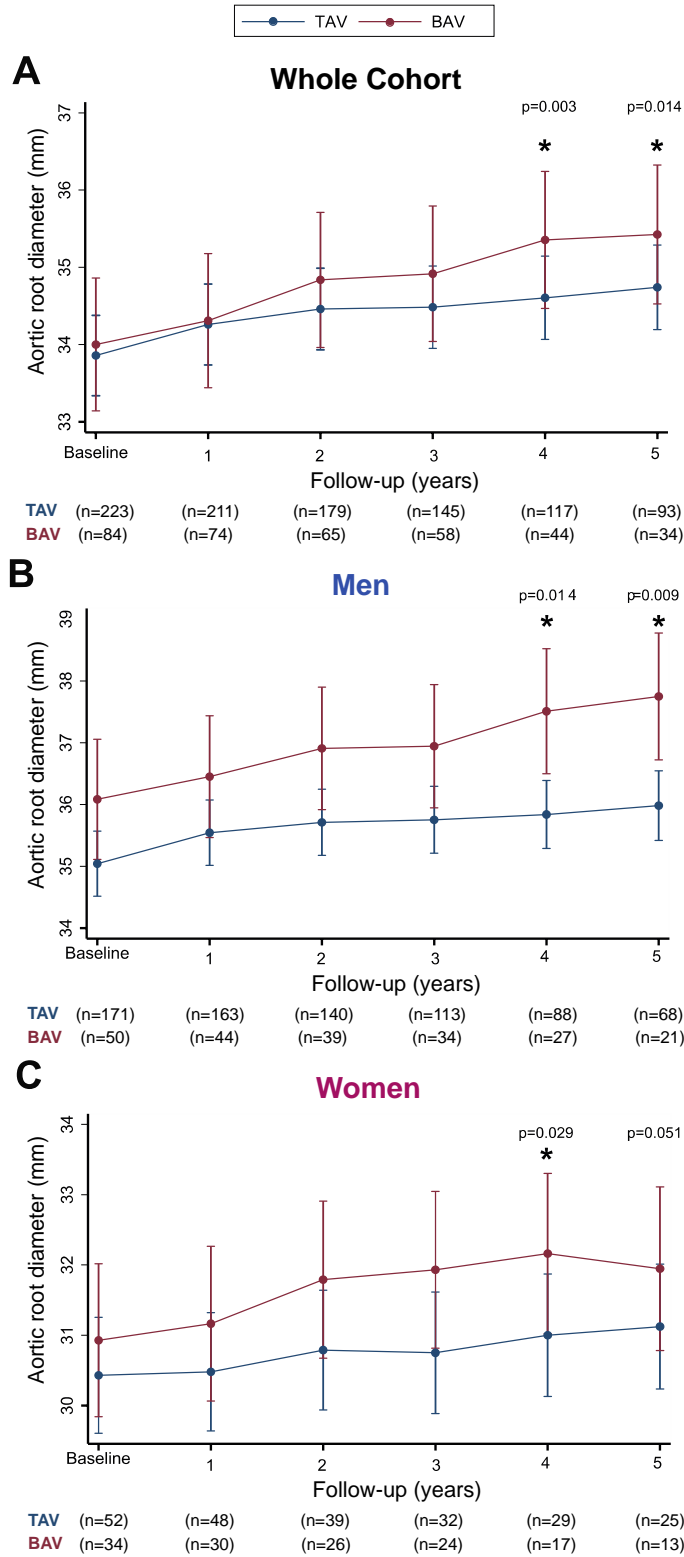 TAV BAV
A
Whole Cohort
p=0.003 p=0.014
* *
Aortic root diameter (mm)
37
36
35
34
33
Baseline 1 2 3 4 5
Follow-up (years)
TAV (n=223) (n=211) (n=179) (n=145) (n=117) (n=93)
BAV (n=84) (n=74) (n=65) (n=58) (n=44) (n=34)
B
Men
p=0.014 p=0.009
* *
Aortic root diameter (mm)
39
38
37
36
35
34
Baseline 1 2 3 4 5
Follow-up (years)
TAV (n=171) (n=163) (n=140) (n=113) (n=88) (n=68)
BAV (n=50) (n=44) (n=39) (n=34) (n=27) (n=21)
C
Women
p=0.029 p=0.051
*
Aortic root diameter (mm)
34
33
32
31
30
Baseline 1 2 3 4 5
Follow-up (years)
TAV (n=52) (n=48) (n=39) (n=32) (n=29) (n=25)
BAV (n=34) (n=30) (n=26) (n=24) (n=17) (n=13)